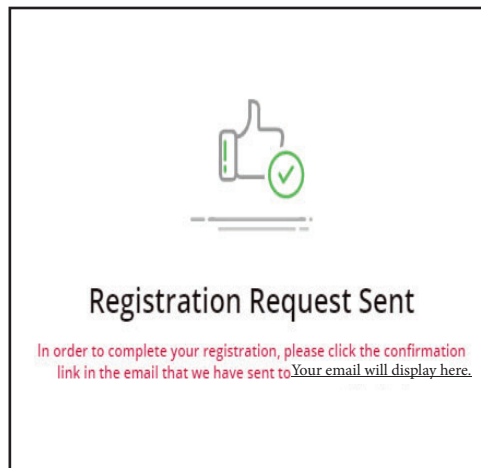 Registration Request Sent
In order to complete your registration, please click the confirmation
link in the email that we have sent to Your email will display here.